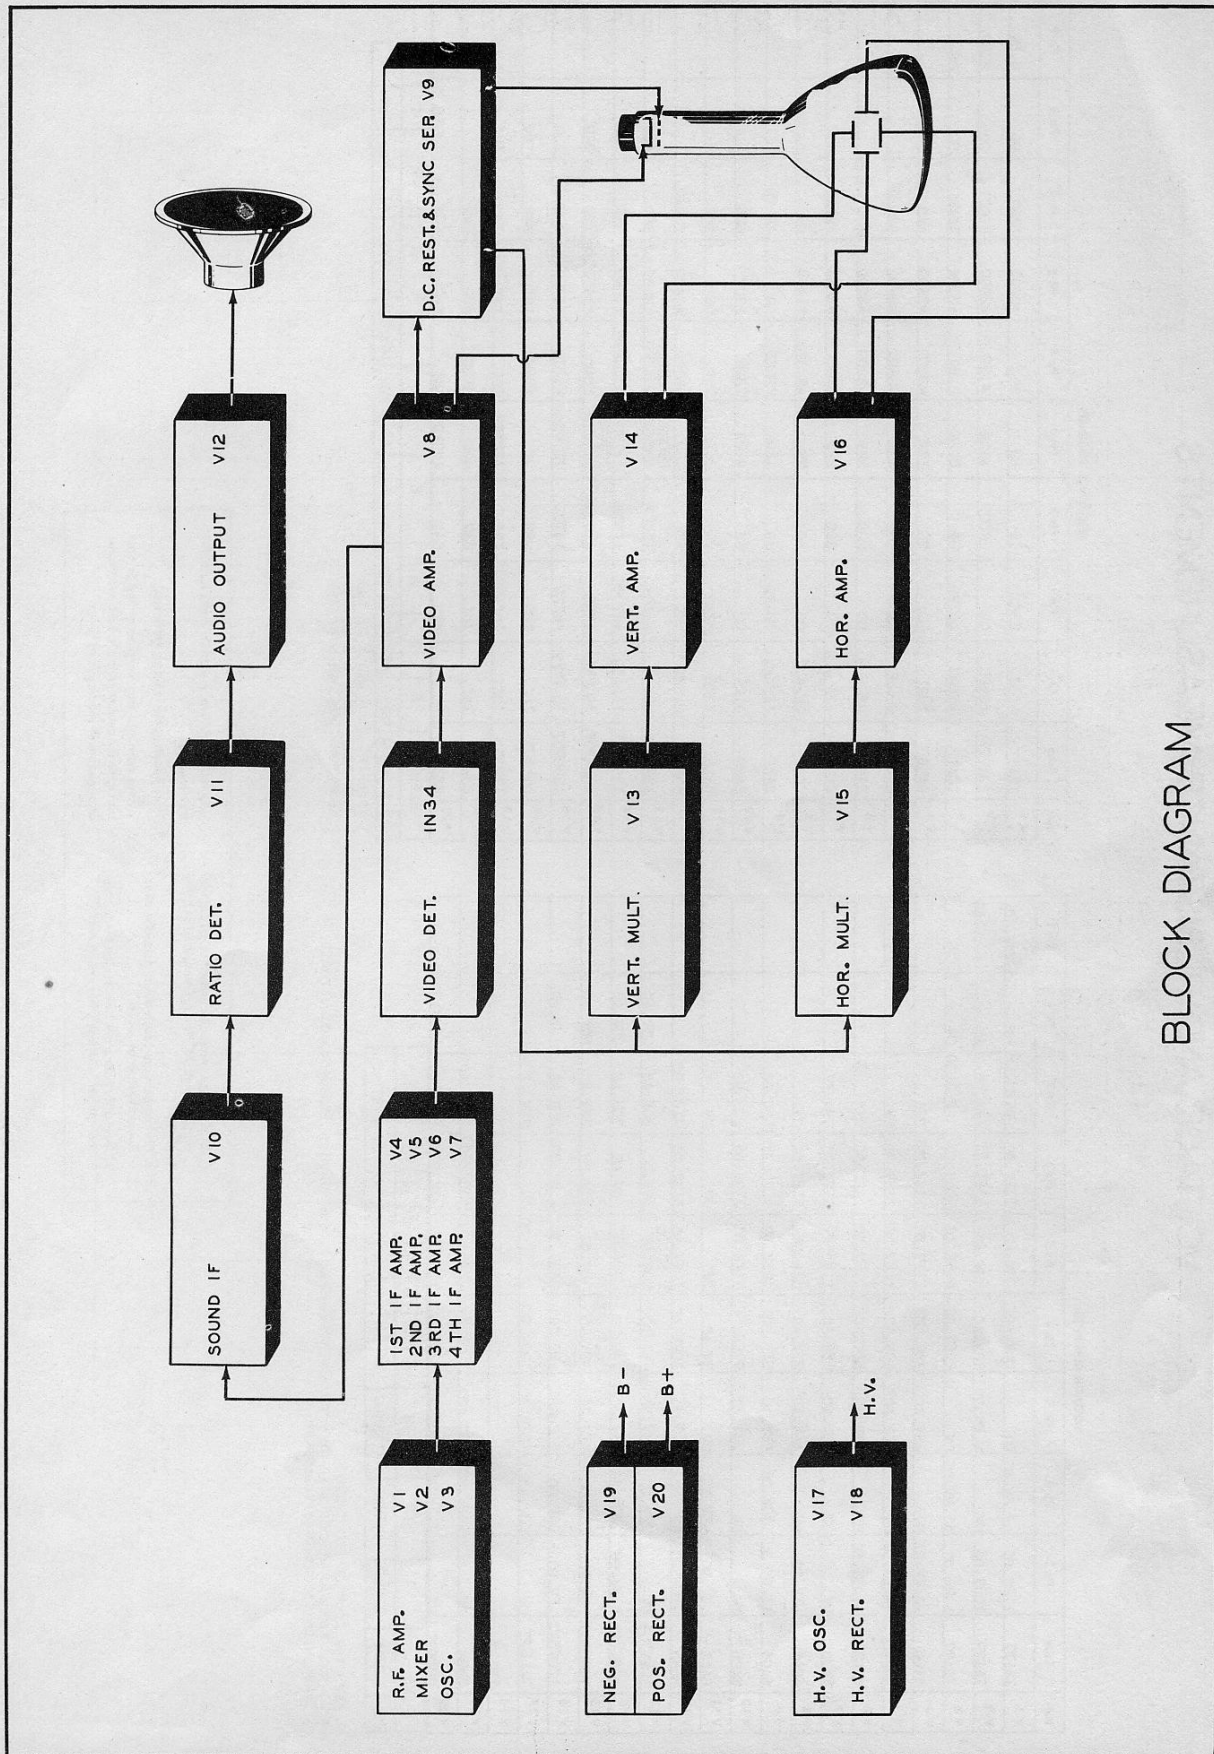 SOUND IF V10
RATIO DET. V11
AUDIO OUTPUT V12
R.F. AMP. V1
MIXER V2
OSC. V3
1ST IF AMP. V4
2ND IF AMP. V5
3RD IF AMP. V6
4TH IF AMP. V7
VIDEO DET. IN34
VIDEO AMP. V8
D.C. REST. & SYNC SEP. V9
NEG. RECT. V19
B-
POS. RECT. V20
B+
VERT. MULT. V13
VERT. AMP. V14
H.V. OSC. V17
H.V. RECT. V18
H.V.
HOR. MULT. V15
HOR. AMP. V16
BLOCK DIAGRAM